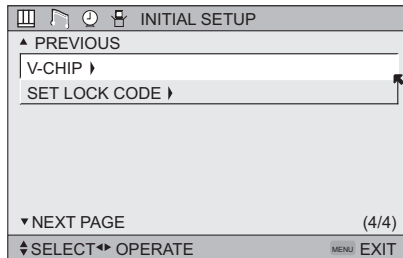 INITIAL SETUP
PREVIOUS
V-CHIP
SET LOCK CODE
NEXT PAGE (4/4)
SELECT OPERATE MENU EXIT